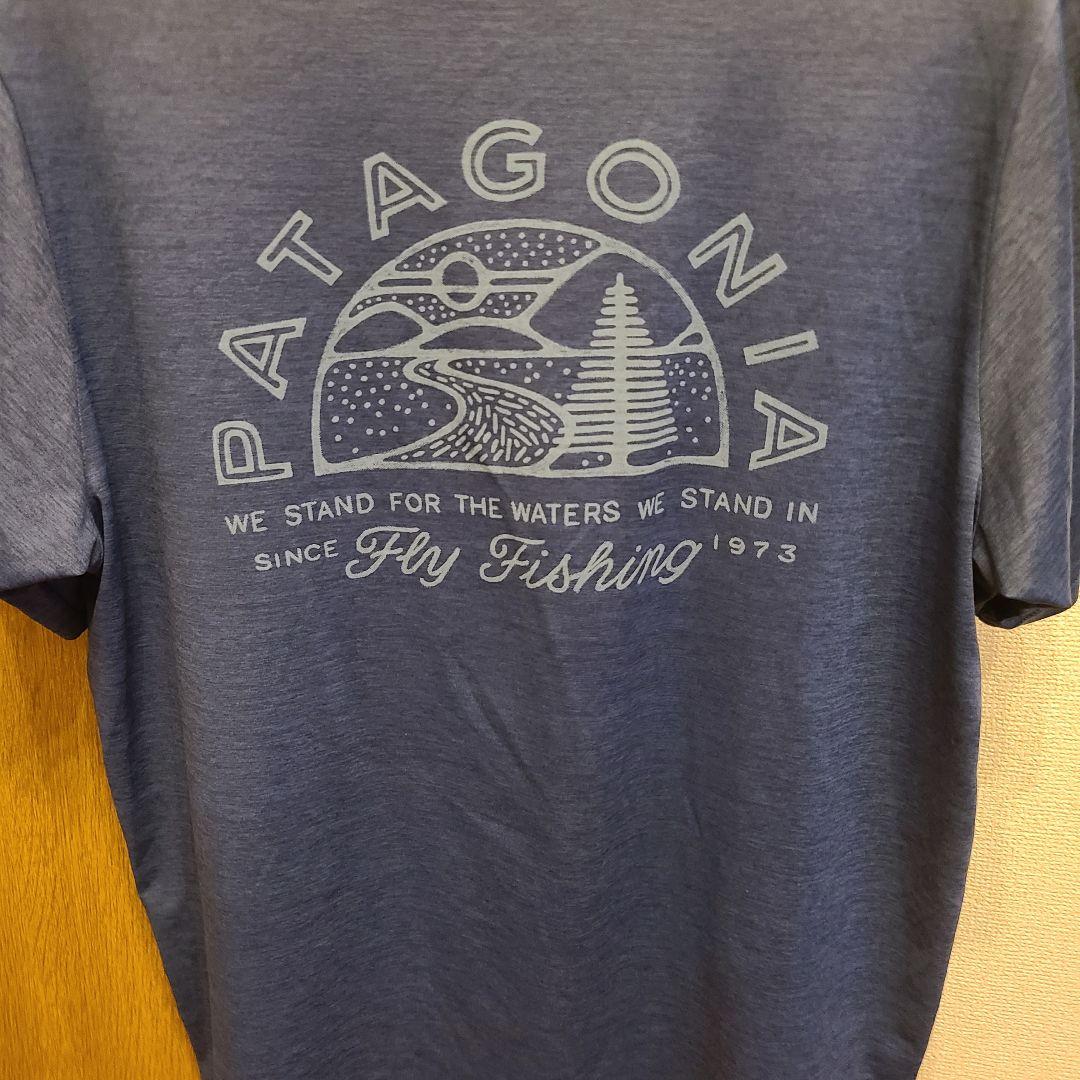 PATAGONIA
WE STAND FOR THE WATERS WE STAND IN
SINCE Fly Fishing 1973